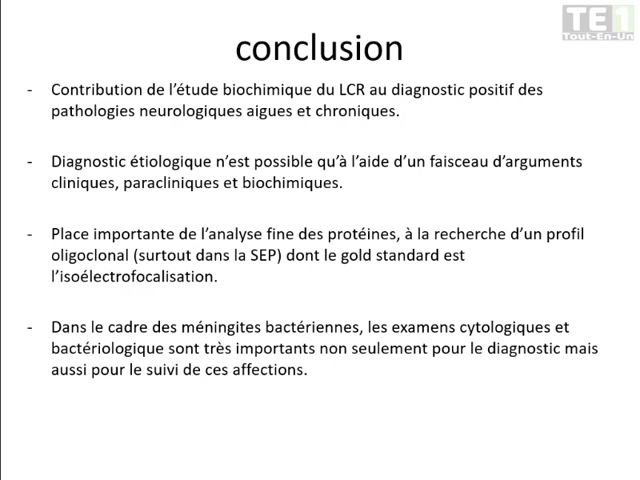 TE1
Tout-En-Un
conclusion
- Contribution de l'étude biochimique du LCR au diagnostic positif des
pathologies neurologiques aigues et chroniques.
- Diagnostic étiologique n'est possible qu'à l'aide d'un faisceau d'arguments
cliniques, paracliniques et biochimiques.
- Place importante de l'analyse fine des protéines, à la recherche d'un profil
oligoclonal (surtout dans la SEP) dont le gold standard est
l'isoélectrofocalisation.
- Dans le cadre des méningites bactériennes, les examens cytologiques et
bactériologique sont très importants non seulement pour le diagnostic mais
aussi pour le suivi de ces affections.